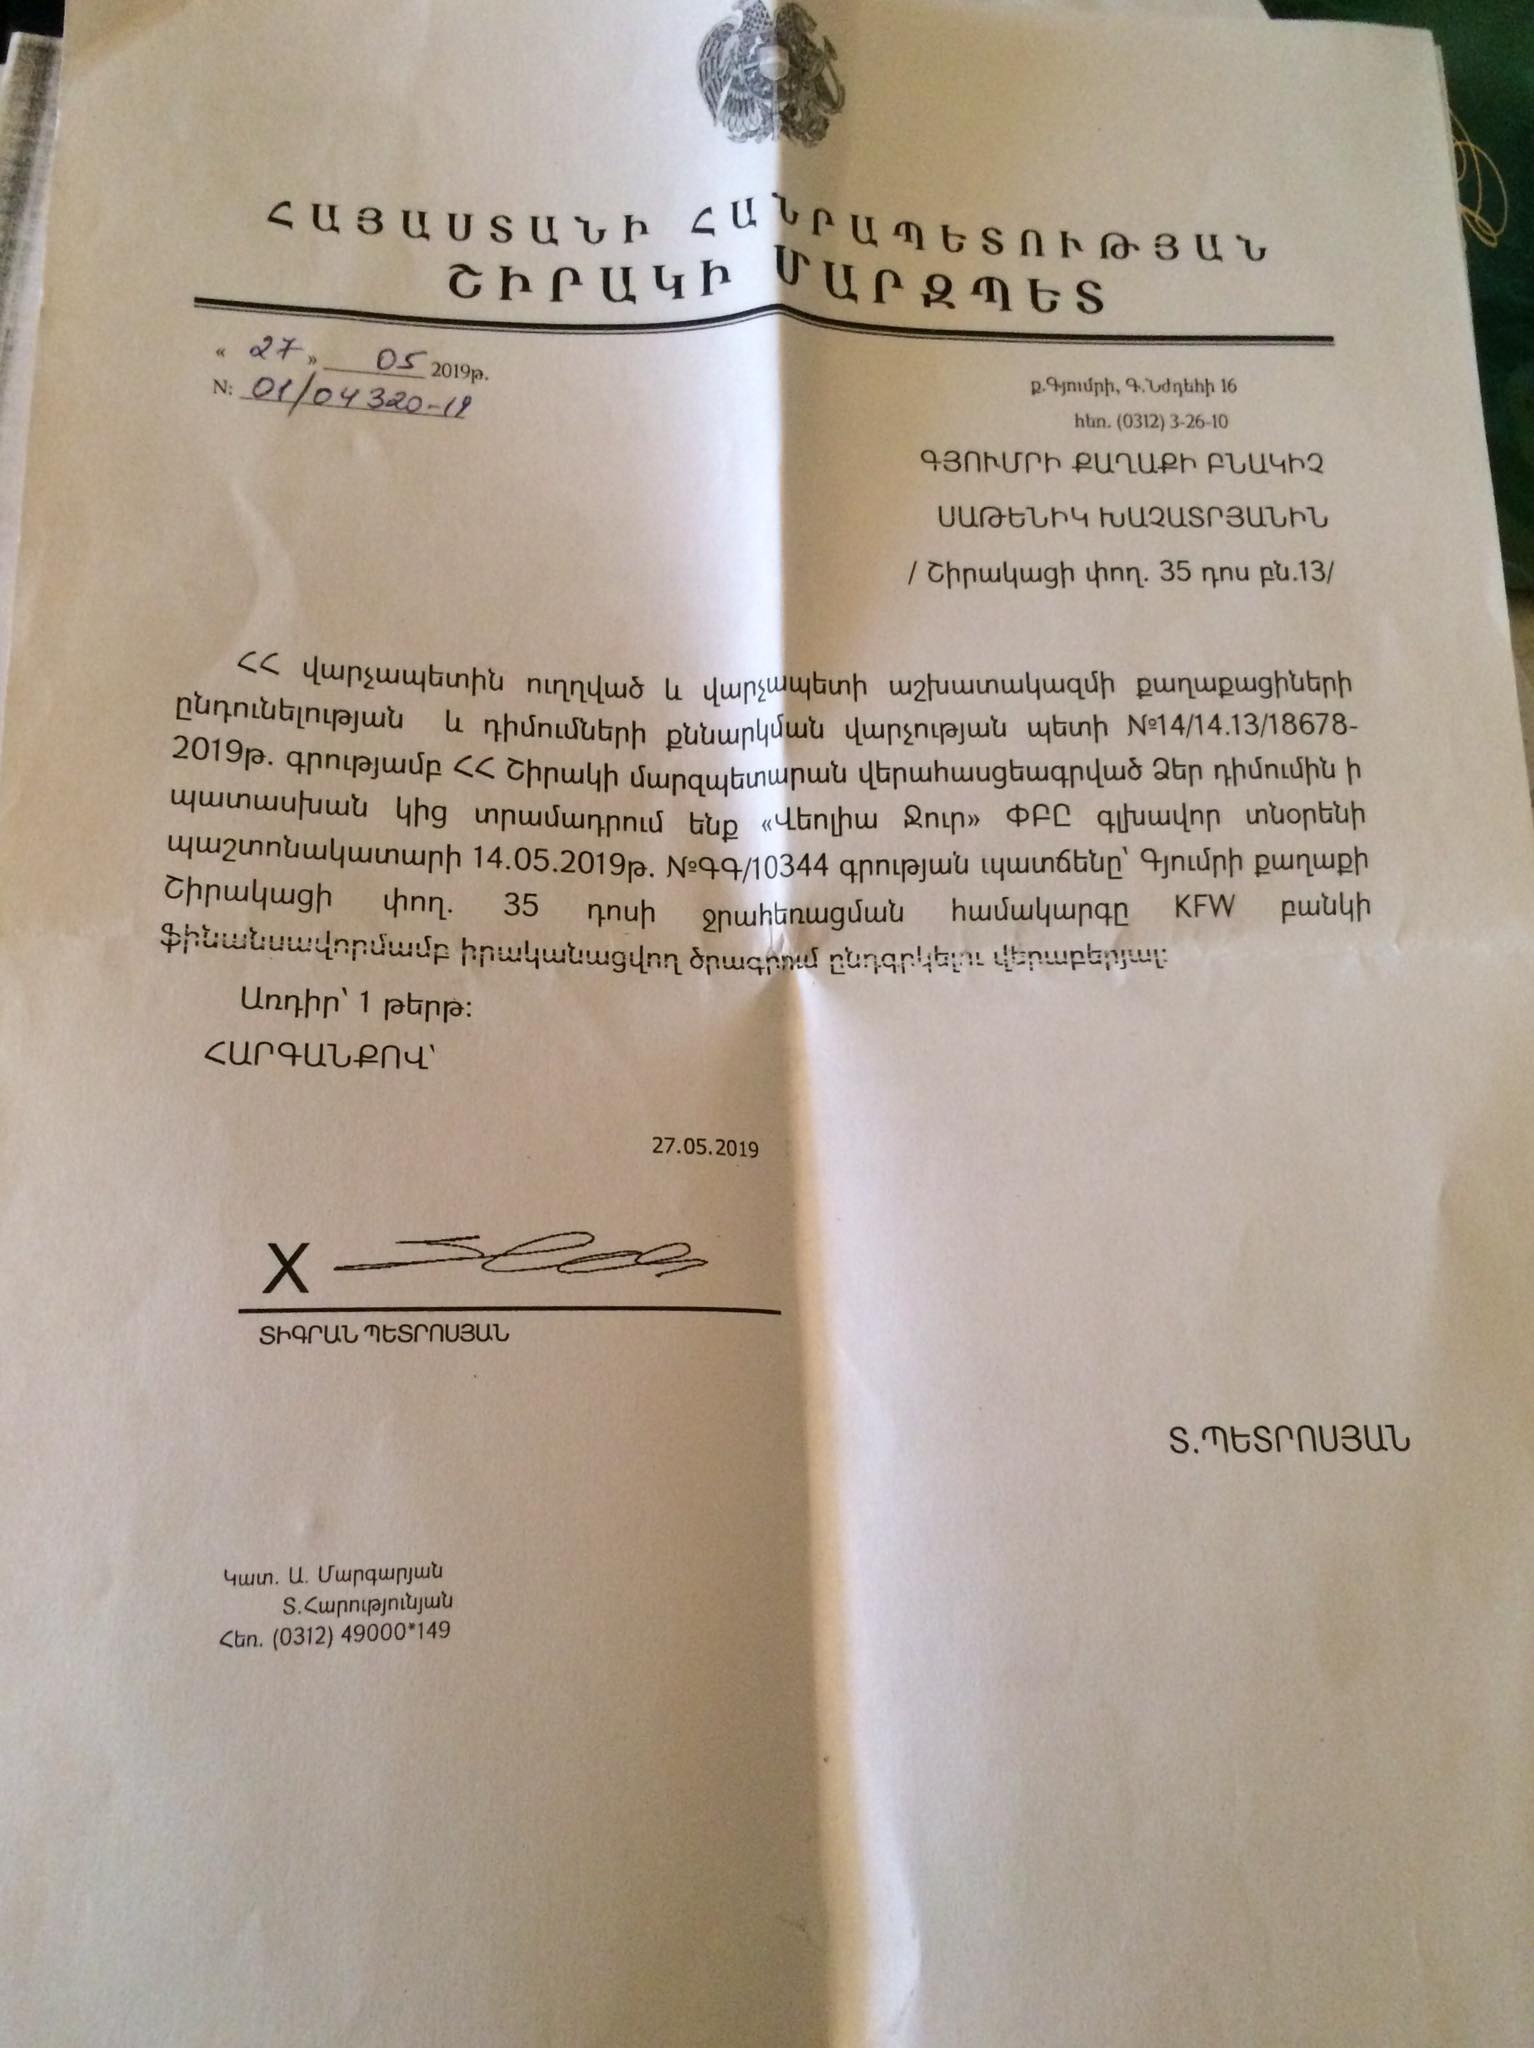 ՀԱՅԱՍՏԱՆԻ ՀԱՆՐԱՊԵՏՈՒԹՅԱՆ
ՇԻՐԱԿԻ ՄԱՐԶՊԵՏ
« 27 » 05 2019թ.
N: 01/04320-19
ք.Գյումրի, Գ.Նժդեհի 16
հեռ. (0312) 3-26-10
ԳՅՈՒՄՐԻ ՔԱՂԱՔԻ ԲՆԱԿԻՉ
ՍԱԹԵՆԻԿ ԽԱՉԱՏՐՅԱՆԻՆ
/ Շիրակացի փող. 35 դոս բն.13/
ՀՀ վարչապետին ուղղված և վարչապետի աշխատակազմի քաղաքացիների
ընդունելության և դիմումների քննարկման վարչության պետի №14/14.13/18678-
2019թ. գրությամբ ՀՀ Շիրակի մարզպետարան վերահասցեագրված Ձեր դիմումին ի
պատասխան կից տրամադրում ենք «Վեոլիա Ջուր» ՓԲԸ գլխավոր տնօրենի
պաշտոնակատարի 14.05.2019թ. №ԳԳ/10344 գրության պատճենը՝ Գյումրի քաղաքի
Շիրակացի փող. 35 դոսի ջրահեռացման համակարգը KFW բանկի
ֆինանսավորմամբ իրականացվող ծրագրում ընդգրկելու վերաբերյալ:
Առդիր՝ 1 թերթ:
ՀԱՐԳԱՆՔՈՎ՝
27.05.2019
X
ՏԻԳՐԱՆ ՊԵՏՐՈՍՅԱՆ
Տ.ՊԵՏՐՈՍՅԱՆ
Կատ. Ա. Մարգարյան
Տ.Հարությունյան
Հեռ. (0312) 49000*149